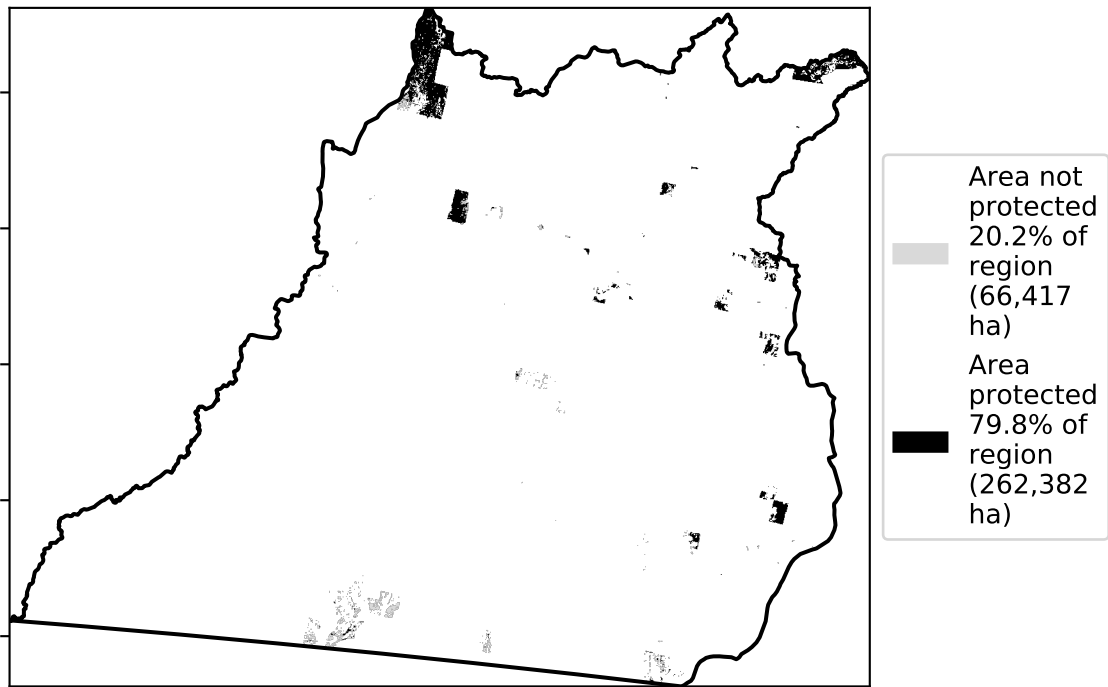 Area not
protected
20.2% of
region
(66,417
ha)
Area
protected
79.8% of
region
(262,382
ha)